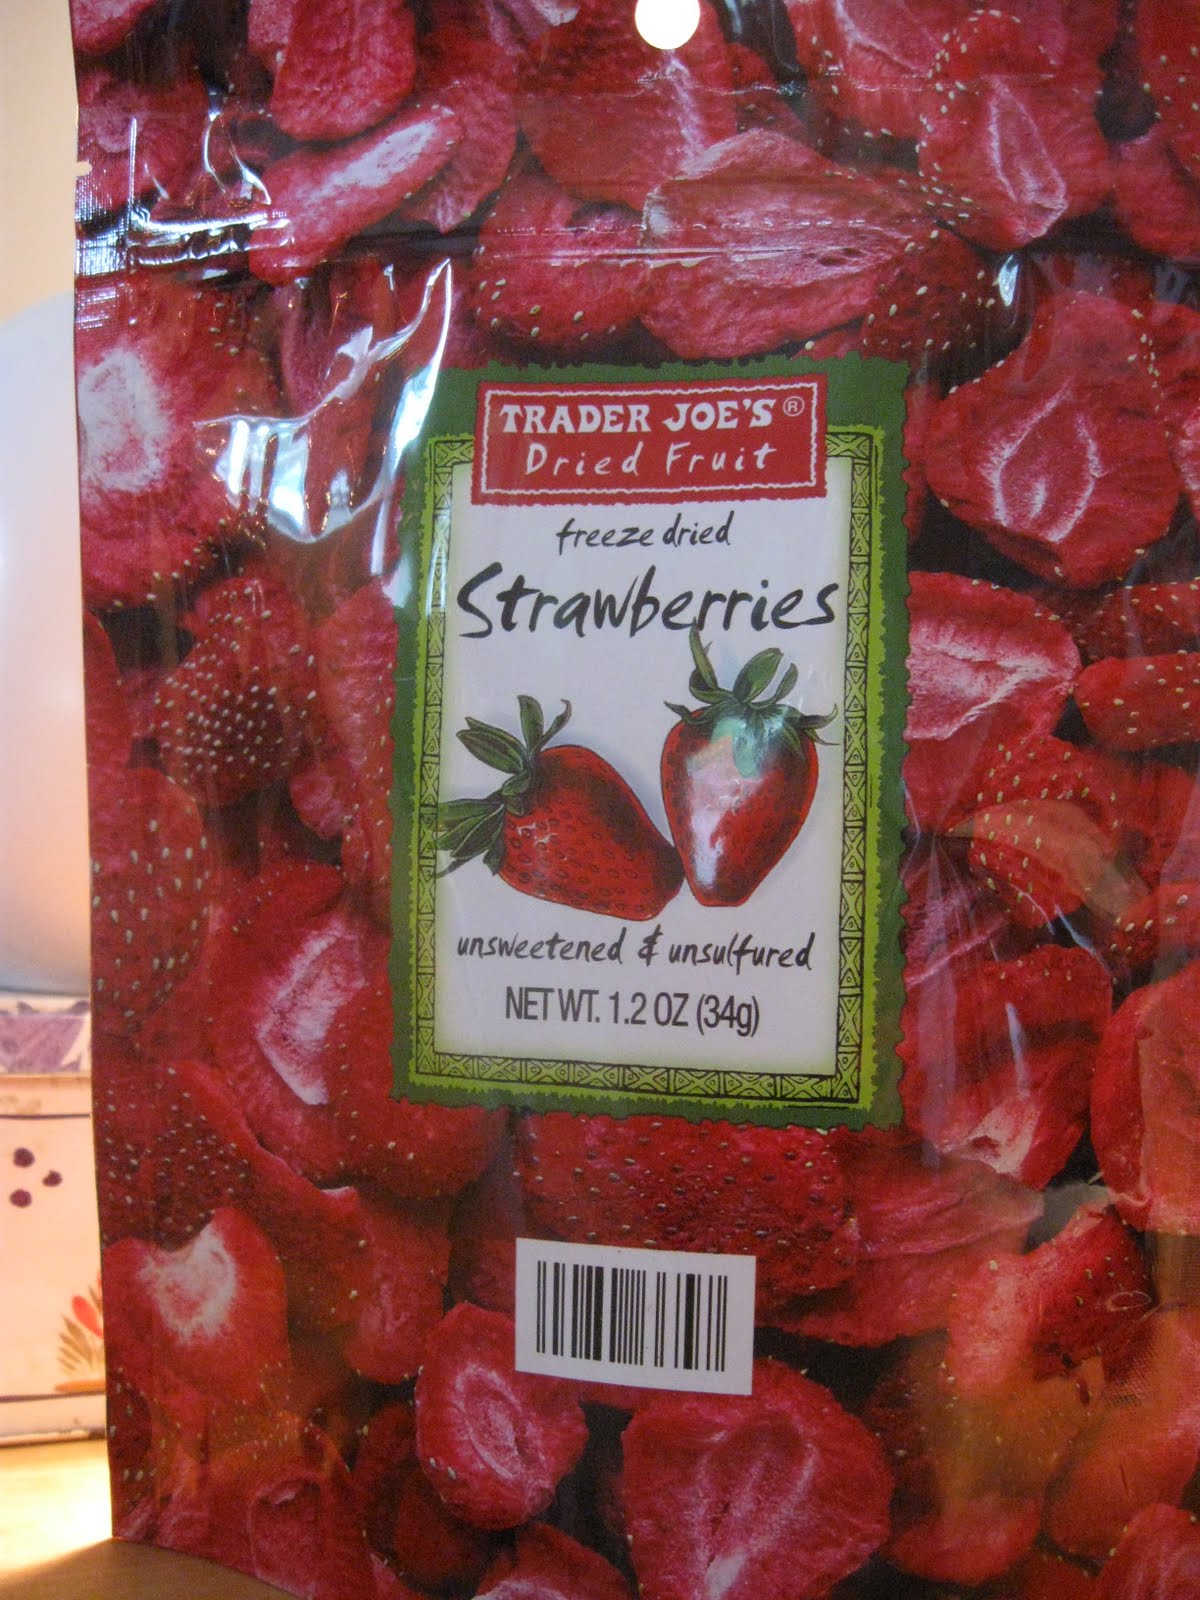 TRADER JOE'S®
Dried Fruit
freeze dried
Strawberries
unsweetened & unsulfured
NET WT. 1.2 OZ (34g)